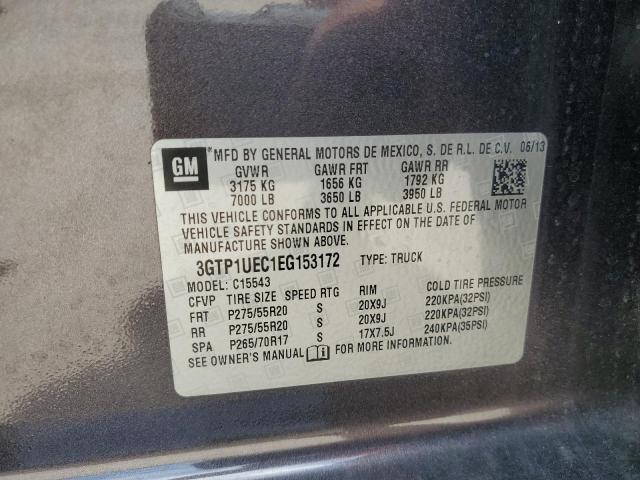 GM
* MFD BY GENERAL MOTORS DE MEXICO, S. DE R.L. DE C.V. 06/13
GVWR GAWR FRT GAWR RR
3175 KG 1656 KG 1792 KG
7000 LB 3650 LB 3950 LB
THIS VEHICLE CONFORMS TO ALL APPLICABLE U.S. FEDERAL MOTOR
VEHICLE SAFETY STANDARDS IN EFFECT ON THE DATE OF
MANUFACTURE SHOWN ABOVE.
3GTP1UEC1EG153172 TYPE: TRUCK
MODEL: C15543
CFVP TIRE SIZE SPEED RTG RIM COLD TIRE PRESSURE
FRT P275/55R20 S 20X9J 220KPA(32PSI)
RR P275/55R20 S 20X9J 220KPA(32PSI)
SPA P265/70R17 S 17X7.5J 240KPA(35PSI)
SEE OWNER'S MANUAL i FOR MORE INFORMATION.